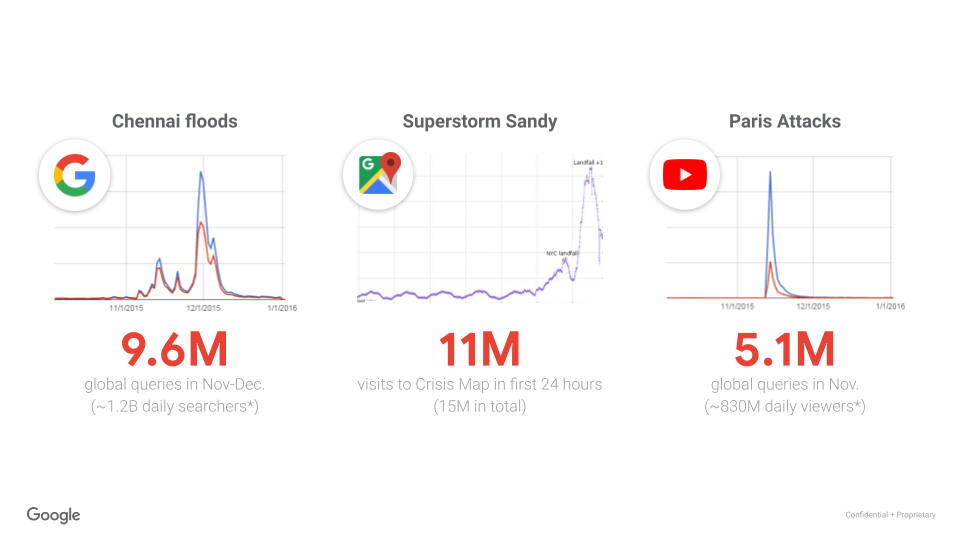 Chennai floods
11/1/2015
12/1/2015
1/1/2016
9.6M
global queries in Nov-Dec.
(~1.2B daily searchers*)
Superstorm Sandy
G
Landfall +1
NYC landfall
11M
visits to Crisis Map in first 24 hours
(15M in total)
Paris Attacks
11/1/2015
12/1/2015
1/1/2016
5.1M
global queries in Nov.
(~830M daily viewers*)
Google
Confidential + Proprietary